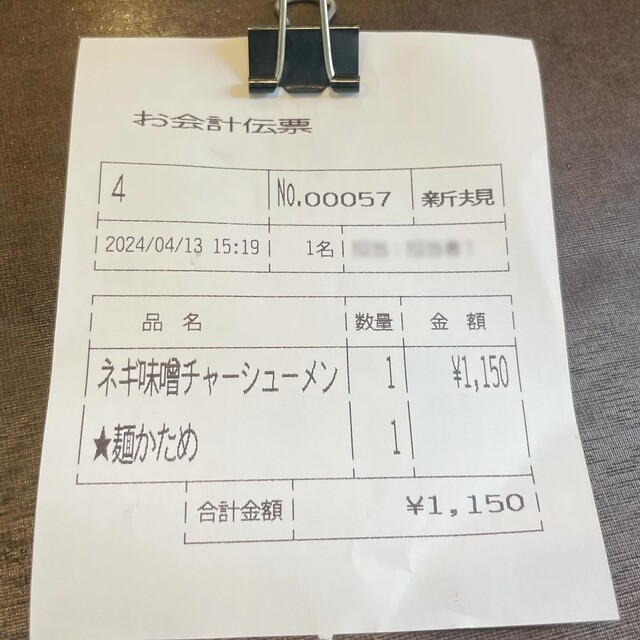 お会計伝票
4 NO.00057 新規
2024/04/13 15:19 1名
品名 数量 金額
ネギ味噌チャーシューメン 1 ¥1,150
★麺かため 1
合計金額 ¥1,150